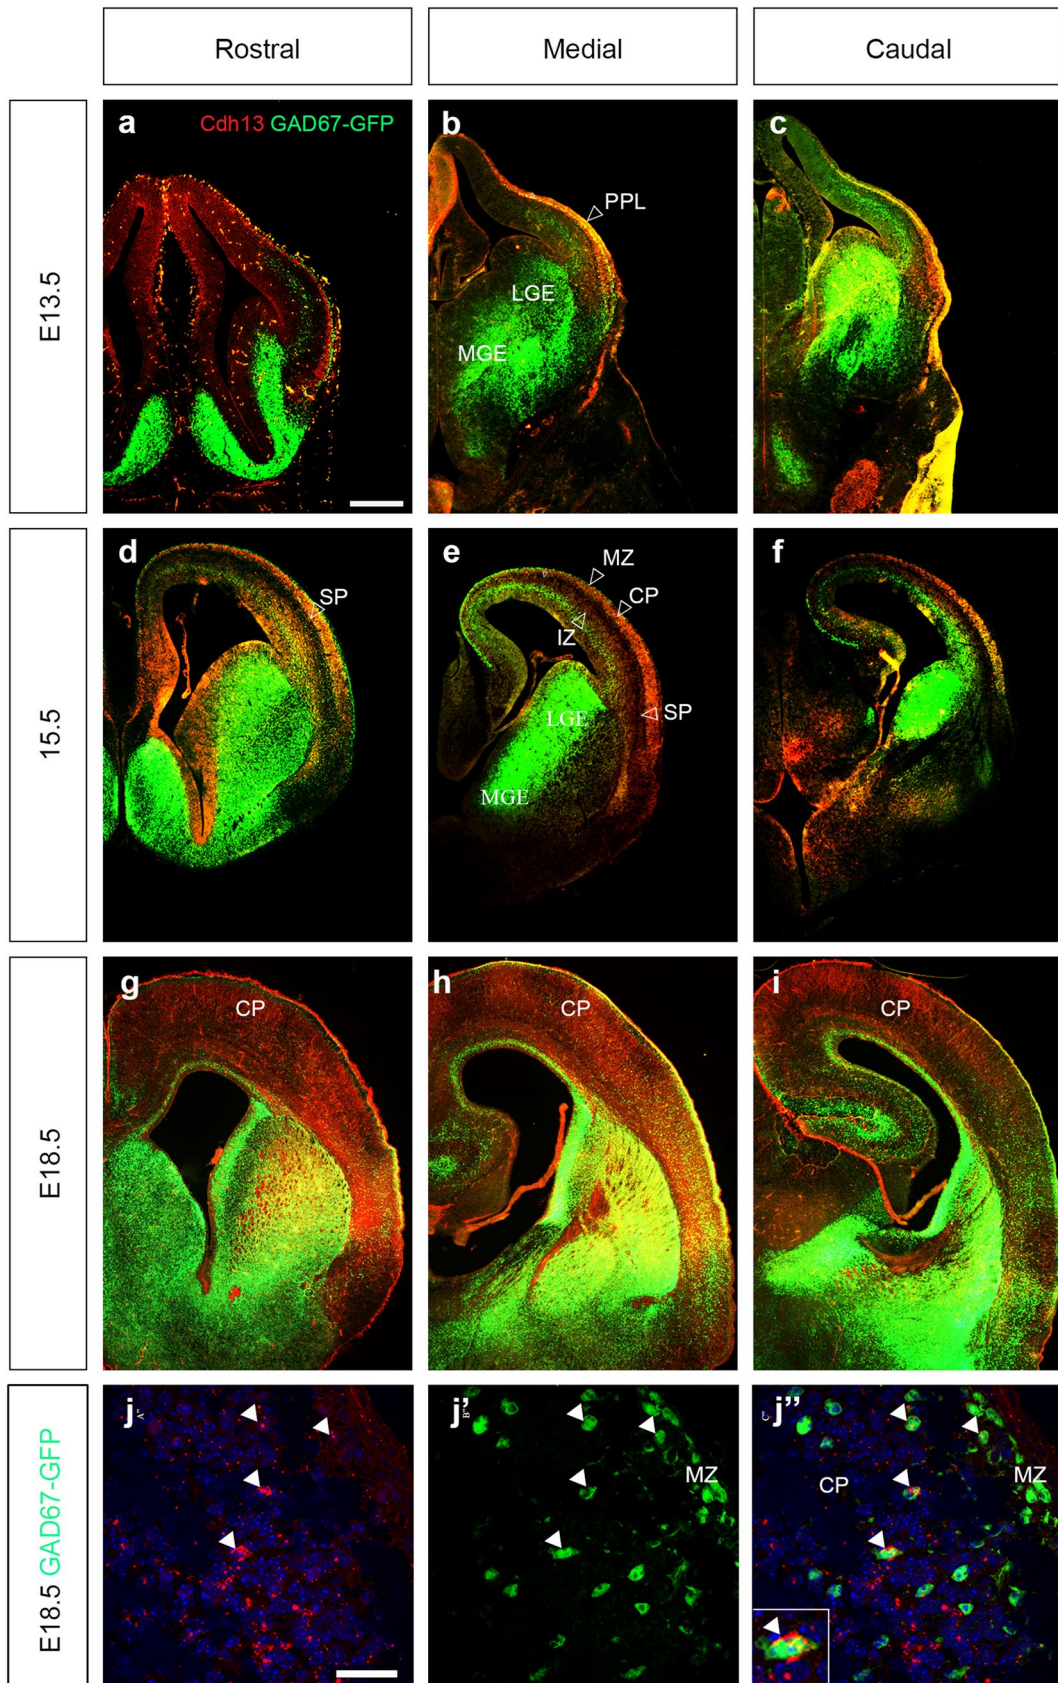 Rostral
Medial
Caudal
E13.5
a
Cdh13 GAD67-GFP
b
PPL
LGE
MGE
c
15.5
d
SP
e
MZ
CP
IZ
SP
LGE
MGE
f
E18.5
g
CP
h
CP
i
CP
E18.5 GAD67-GFP
j A"
j' B"
MZ
C" j''
CP
MZ